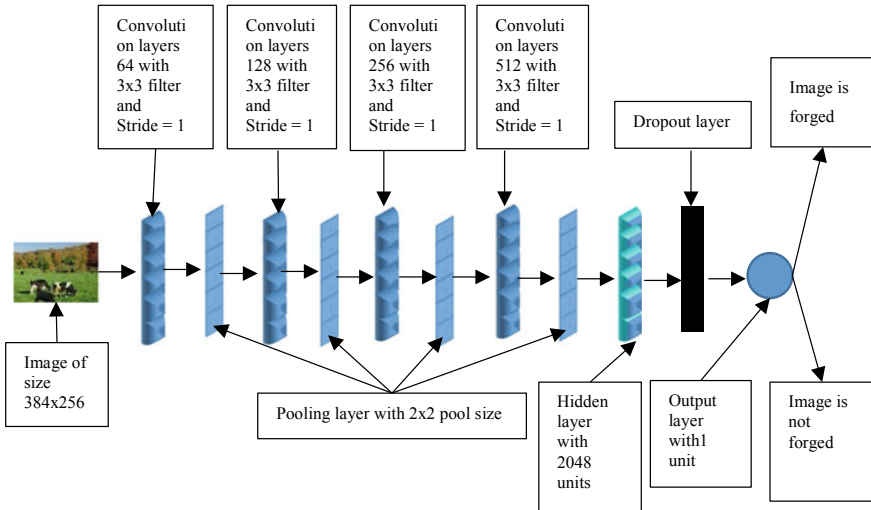 Convoluti
on layers
64 with
3x3 filter
and
Stride = 1
Convoluti
on layers
128 with
3x3 filter
and
Stride = 1
Convoluti
on layers
256 with
3x3 filter
and
Stride = 1
Convoluti
on layers
512 with
3x3 filter
and
Stride = 1
Dropout layer
Image is
forged
Image of
size
384x256
Pooling layer with 2x2 pool size
Hidden
layer
with
2048
units
Output
layer
with1
unit
Image is
not
forged